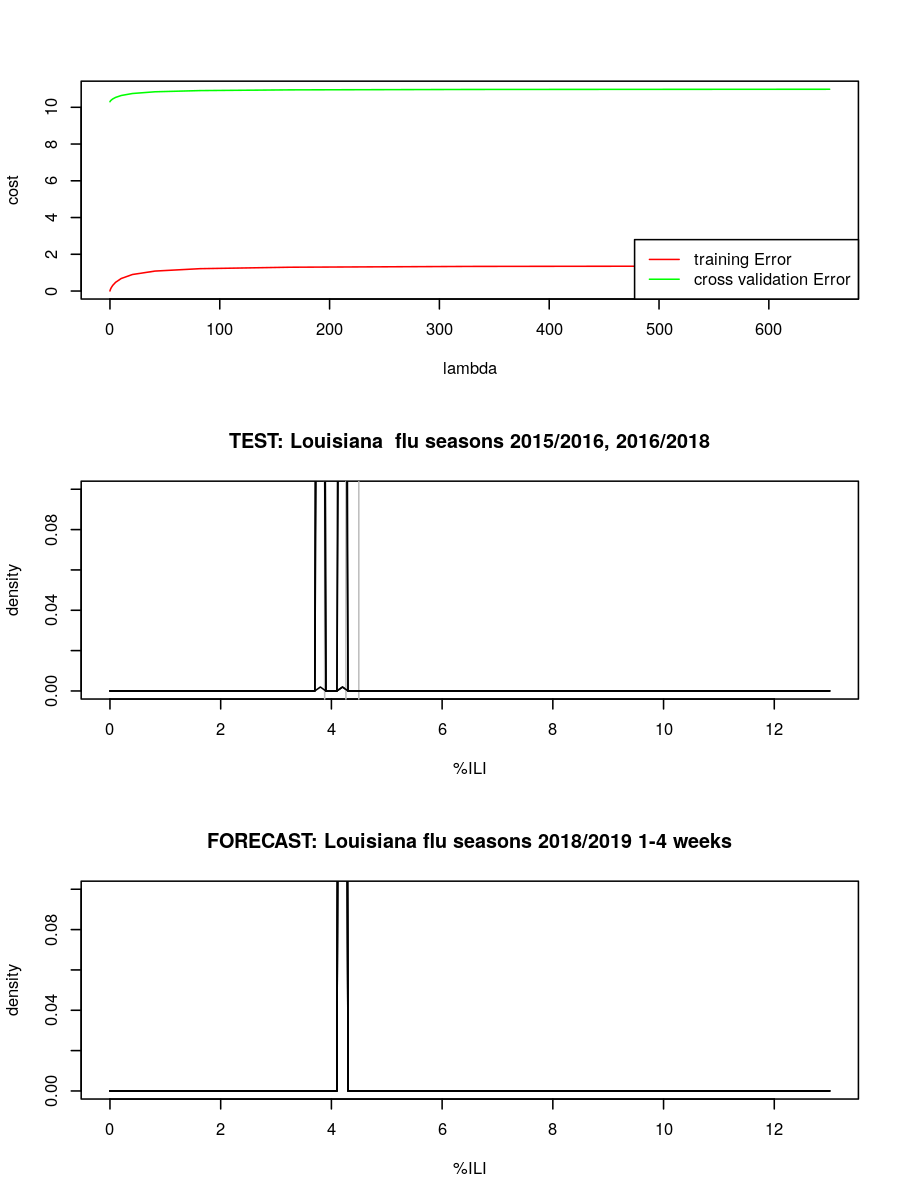 cost
0 2 4 6 8 10
training Error
cross validation Error
0 100 200 300 400 500 600
lambda
TEST: Louisiana  flu seasons 2015/2016, 2016/2018
density
0.00 0.04 0.08
0 2 4 6 8 10 12
%ILI
FORECAST: Louisiana flu seasons 2018/2019 1-4 weeks
density
0.00 0.04 0.08
0 2 4 6 8 10 12
%ILI